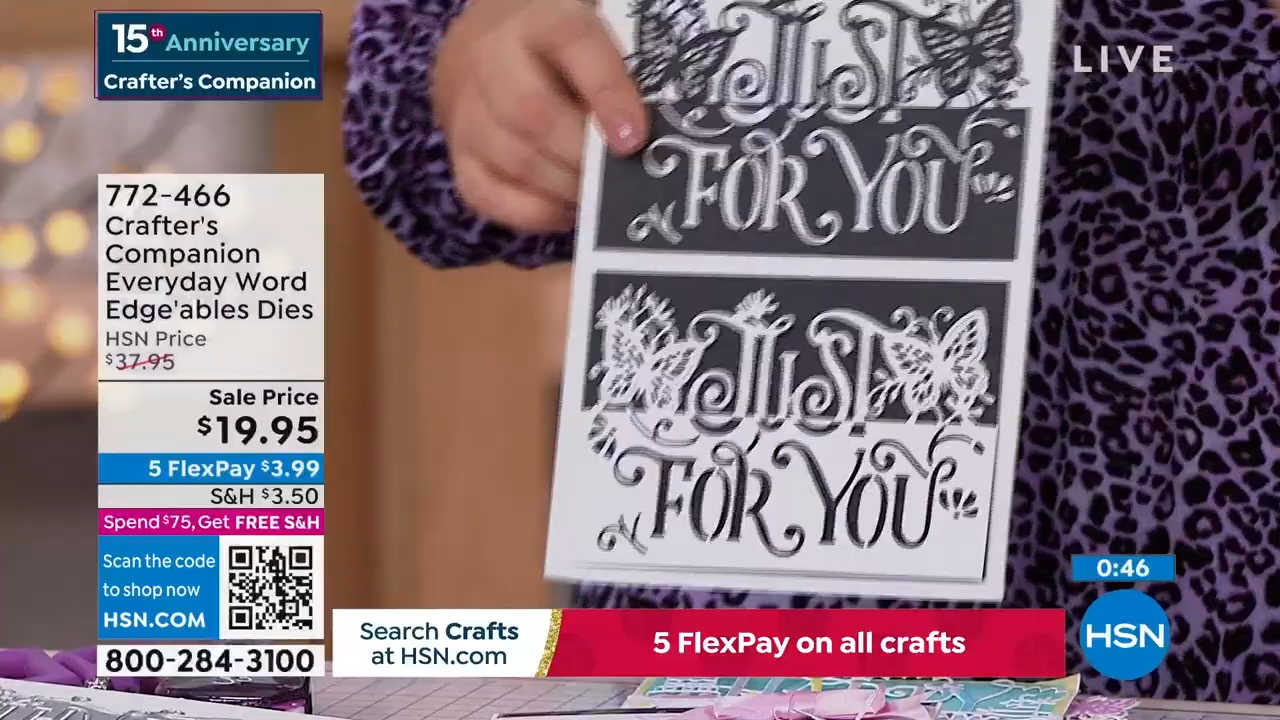 15th Anniversary
Crafter's Companion
LIVE
772-466
Crafter's
Companion
Everyday Word
Edge'ables Dies
HSN Price
$37.95
Sale Price
$19.95
5 FlexPay $3.99
S&H $3.50
Spend $75, Get FREE S&H
Scan the code
to shop now
HSN.COM
800-284-3100
JUST
FOR YOU
JUST
FOR YOU
Search Crafts
at HSN.com
5 FlexPay on all crafts
0:46
HSN